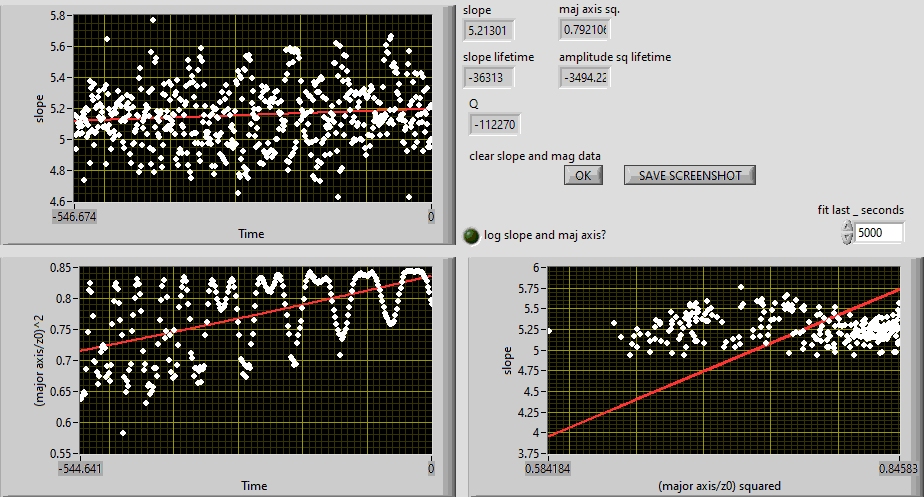 5.8
5.6
5.4
5.2
5
4.8
4.6
slope
-546.674
0
Time
slope
maj axis sq.
5.21301
0.792106
slope lifetime
amplitude sq lifetime
-36313
-3494.22
Q
-112270
clear slope and mag data
OK
SAVE SCREENSHOT
fit last _ seconds
5000
log slope and maj axis?
0.85
0.8
0.75
0.7
0.65
0.6
0.55
(major axis/z0)^2
-544.641
0
Time
6
5.75
5.5
5.25
5
4.75
4.5
4.25
4
3.75
slope
0.584184
0.84583
(major axis/z0) squared